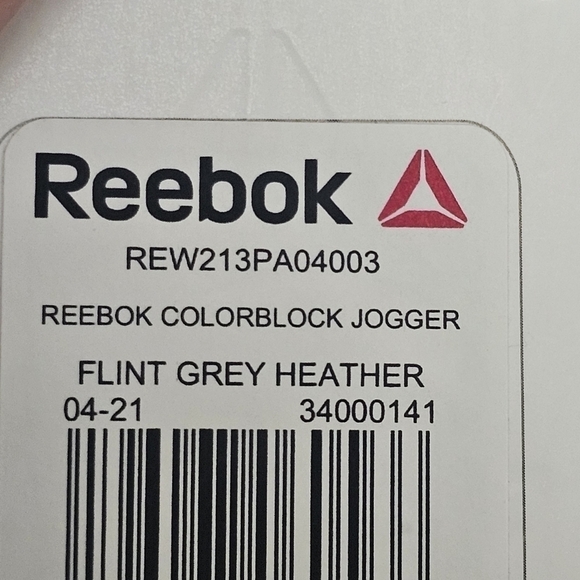 Reebok
REW213PA04003
REEBOK COLORBLOCK JOGGER
FLINT GREY HEATHER
04-21 34000141